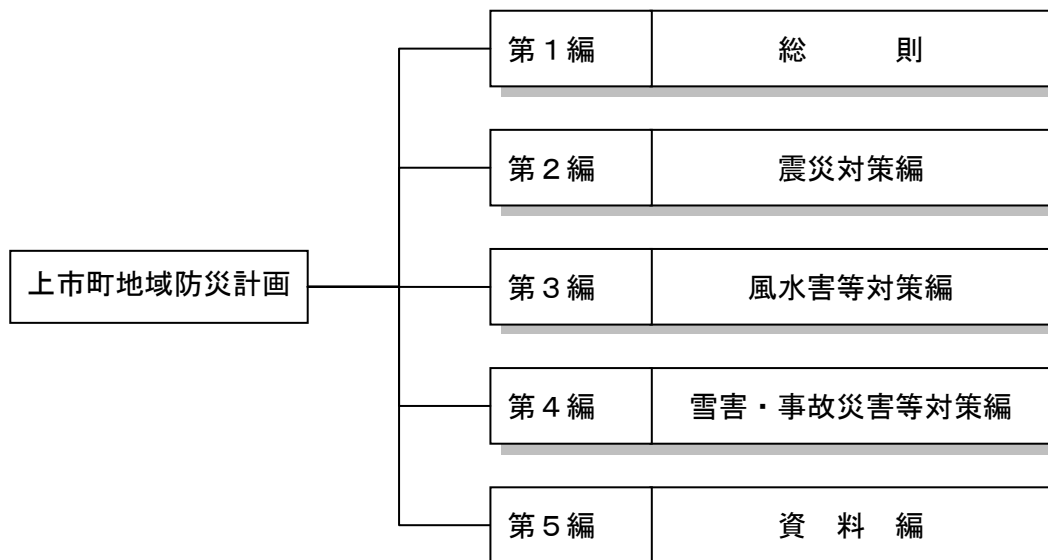 第１編 総　　則
第２編 震災対策編
上市町地域防災計画
第３編 風水害等対策編
第４編 雪害・事故災害等対策編
第５編 資　料　編